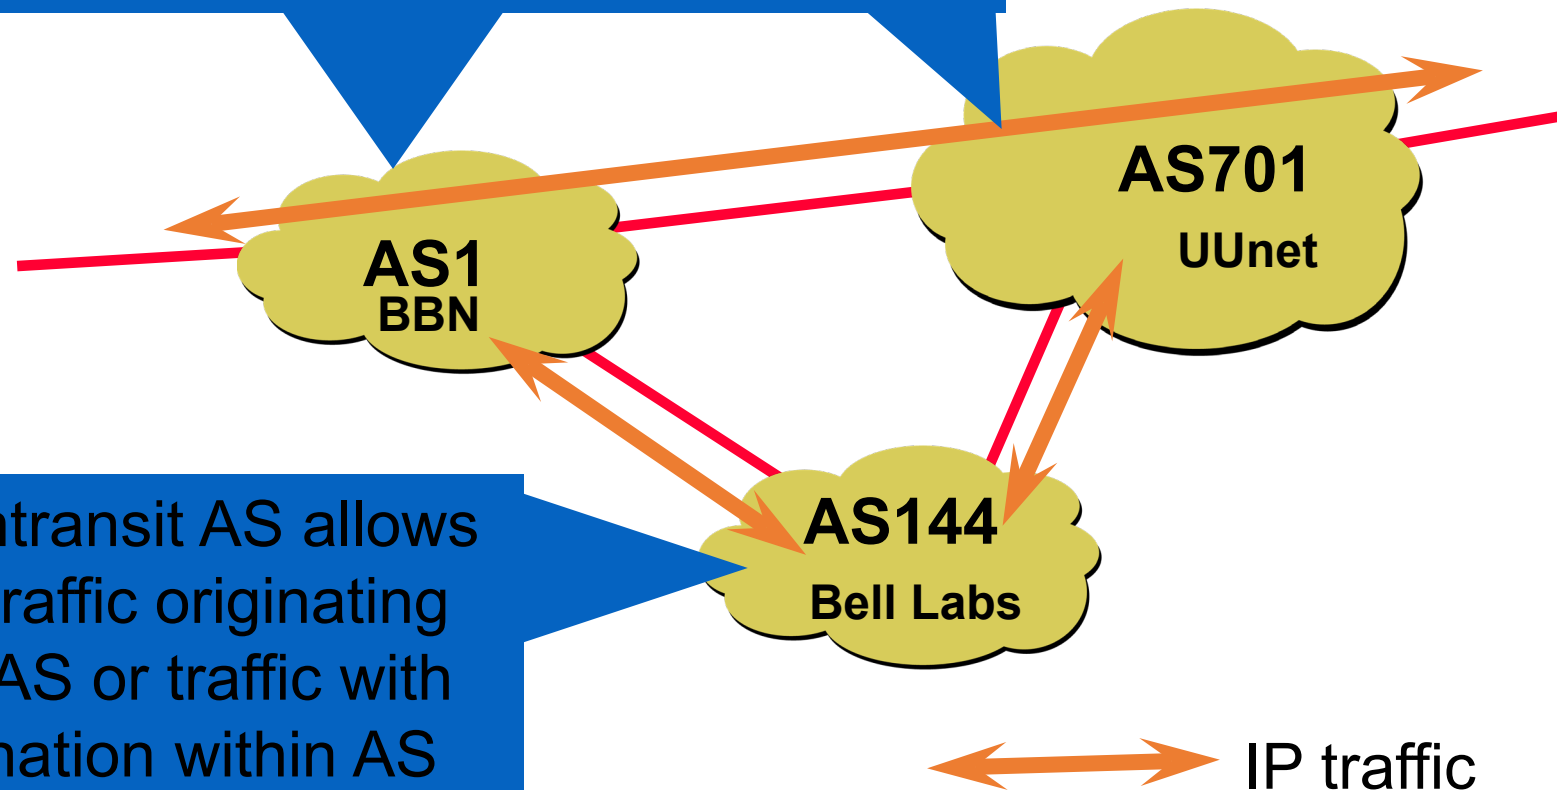 AS701
UUnet
AS1
BBN
AS144
Bell Labs
ntransit AS allows
raffic originating
AS or traffic with
nation within AS
IP traffic